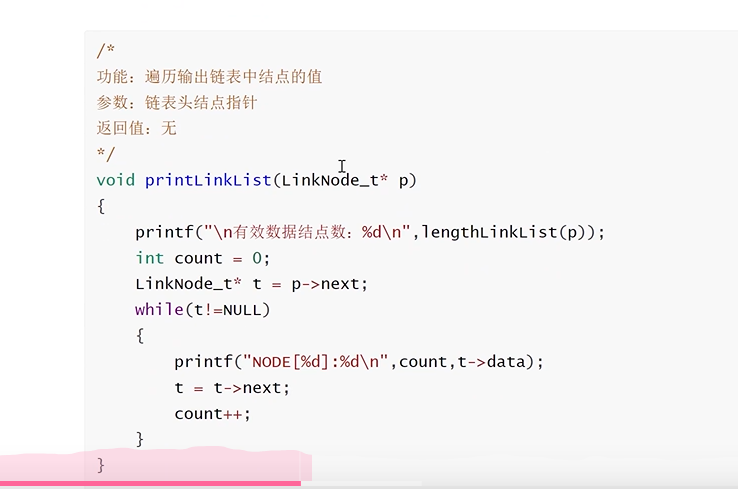 /*
功能：遍历输出链表中结点的值
参数：链表头结点指针
返回值：无
*/
void printLinkList(LinkNode_t* p)
{
    printf("\n有效数据结点数：%d\n",lengthLinkList(p));
    int count = 0;
    LinkNode_t* t = p->next;
    while(t!=NULL)
    {
        printf("NODE[%d]:%d\n",count,t->data);
        t = t->next;
        count++;
    }
}